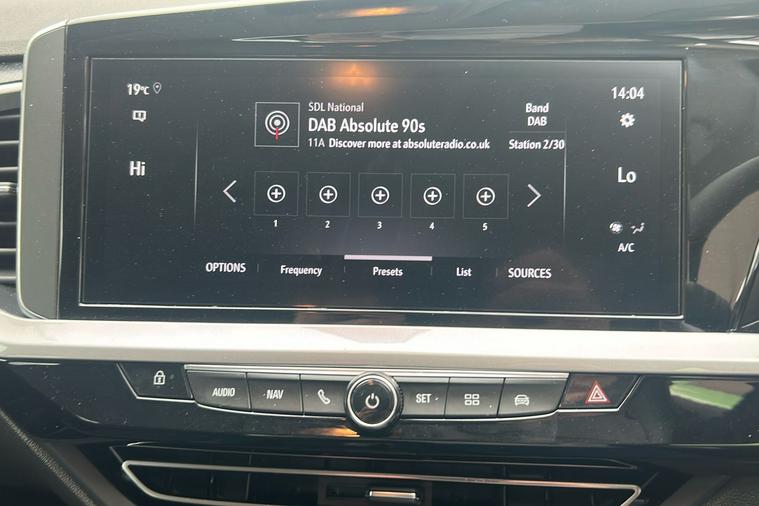 19°C
14:04
SDL National
DAB Absolute 90s
11A Discover more at absoluteradio.co.uk
Band
DAB
Station 2/30
Hi
Lo
1 2 3 4 5
A/C
OPTIONS Frequency Presets List SOURCES
AUDIO NAV SET